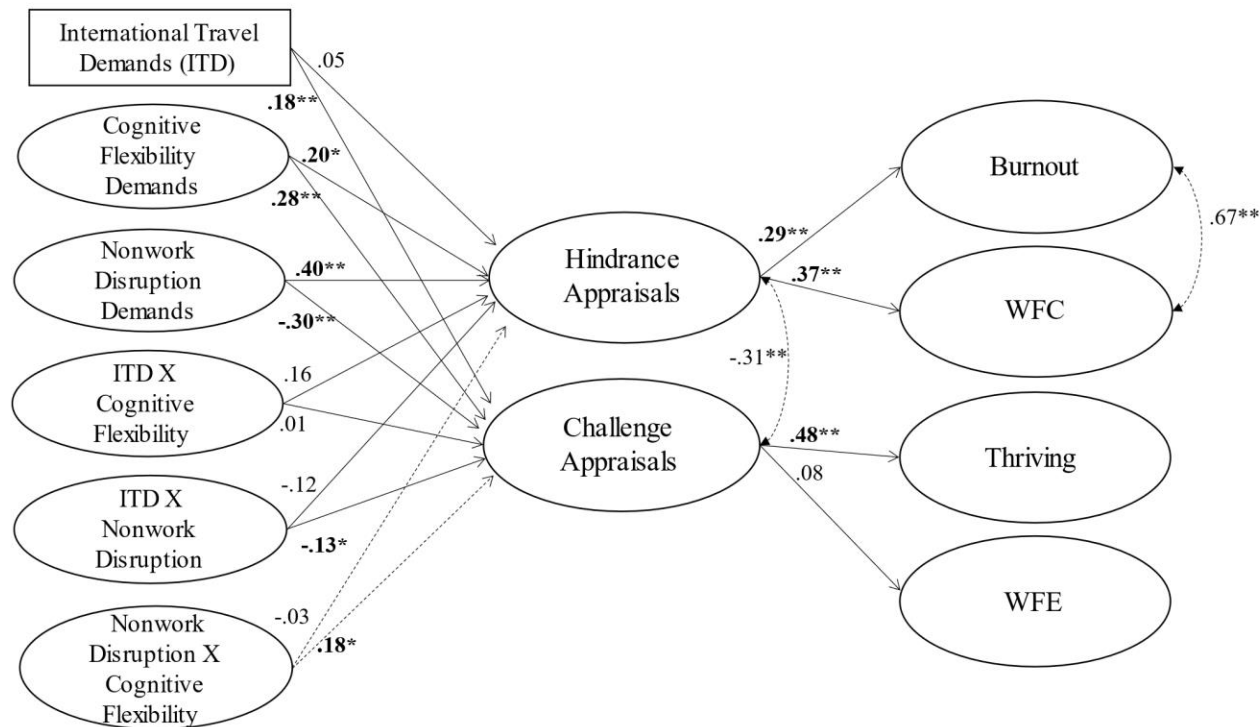 International Travel
Demands (ITD)
.05
.18**
Cognitive
Flexibility
Demands
.20*
.28**
Nonwork
Disruption
Demands
.40**
-.30**
ITD X
Cognitive
Flexibility
.16
.01
ITD X
Nonwork
Disruption
-.12
-.13*
Nonwork
Disruption X
Cognitive
Flexibility
-.03
.18*
Hindrance
Appraisals
-.31**
Challenge
Appraisals
.29**
.37**
.48**
.08
Burnout
.67**
WFC
Thriving
WFE